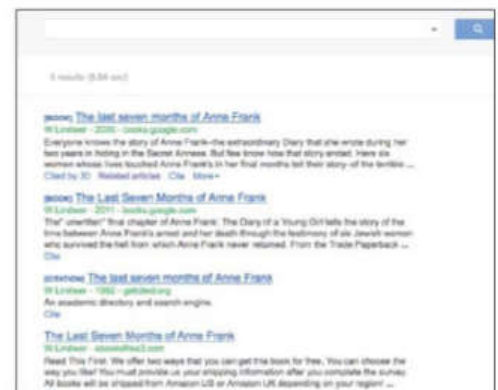 [BOOK] The last seven months of Anne Frank
W Lindwer - 2000 - books.google.com
Everyone knows the story of Anne Frank-the extraordinary Diary that she wrote during her
two years in hiding in the Secret Annexe. But few know how that story ended. Here six
women whose lives touched Anne Frank's in her final months tell their story-of the terrible ...
Cited by 30 Related articles Cite More
[BOOK] The Last Seven Months of Anne Frank
W Lindwer - 2011 - books.google.com
The" unwritten" final chapter of Anne Frank: The Diary of a Young Girl tells the story of the
time between Anne Frank's arrest and her death through the testimony of six Jewish women
who survived the hell from which Anne Frank never returned. From the Trade Paperback ...
Cite
[CITATION] The last seven months of Anne Frank
W Lindwer - 1992 - getcited.org
An academic directory and search engine.
Cite
The Last Seven Months of Anne Frank
W Lindwer
Read This First. We offer two ways that you can get this book for free. You can choose the
way you like! You must provide us your shipping information after you complete the survey.
All books will be shipped from Amazon US or Amazon UK depending on your region! ...